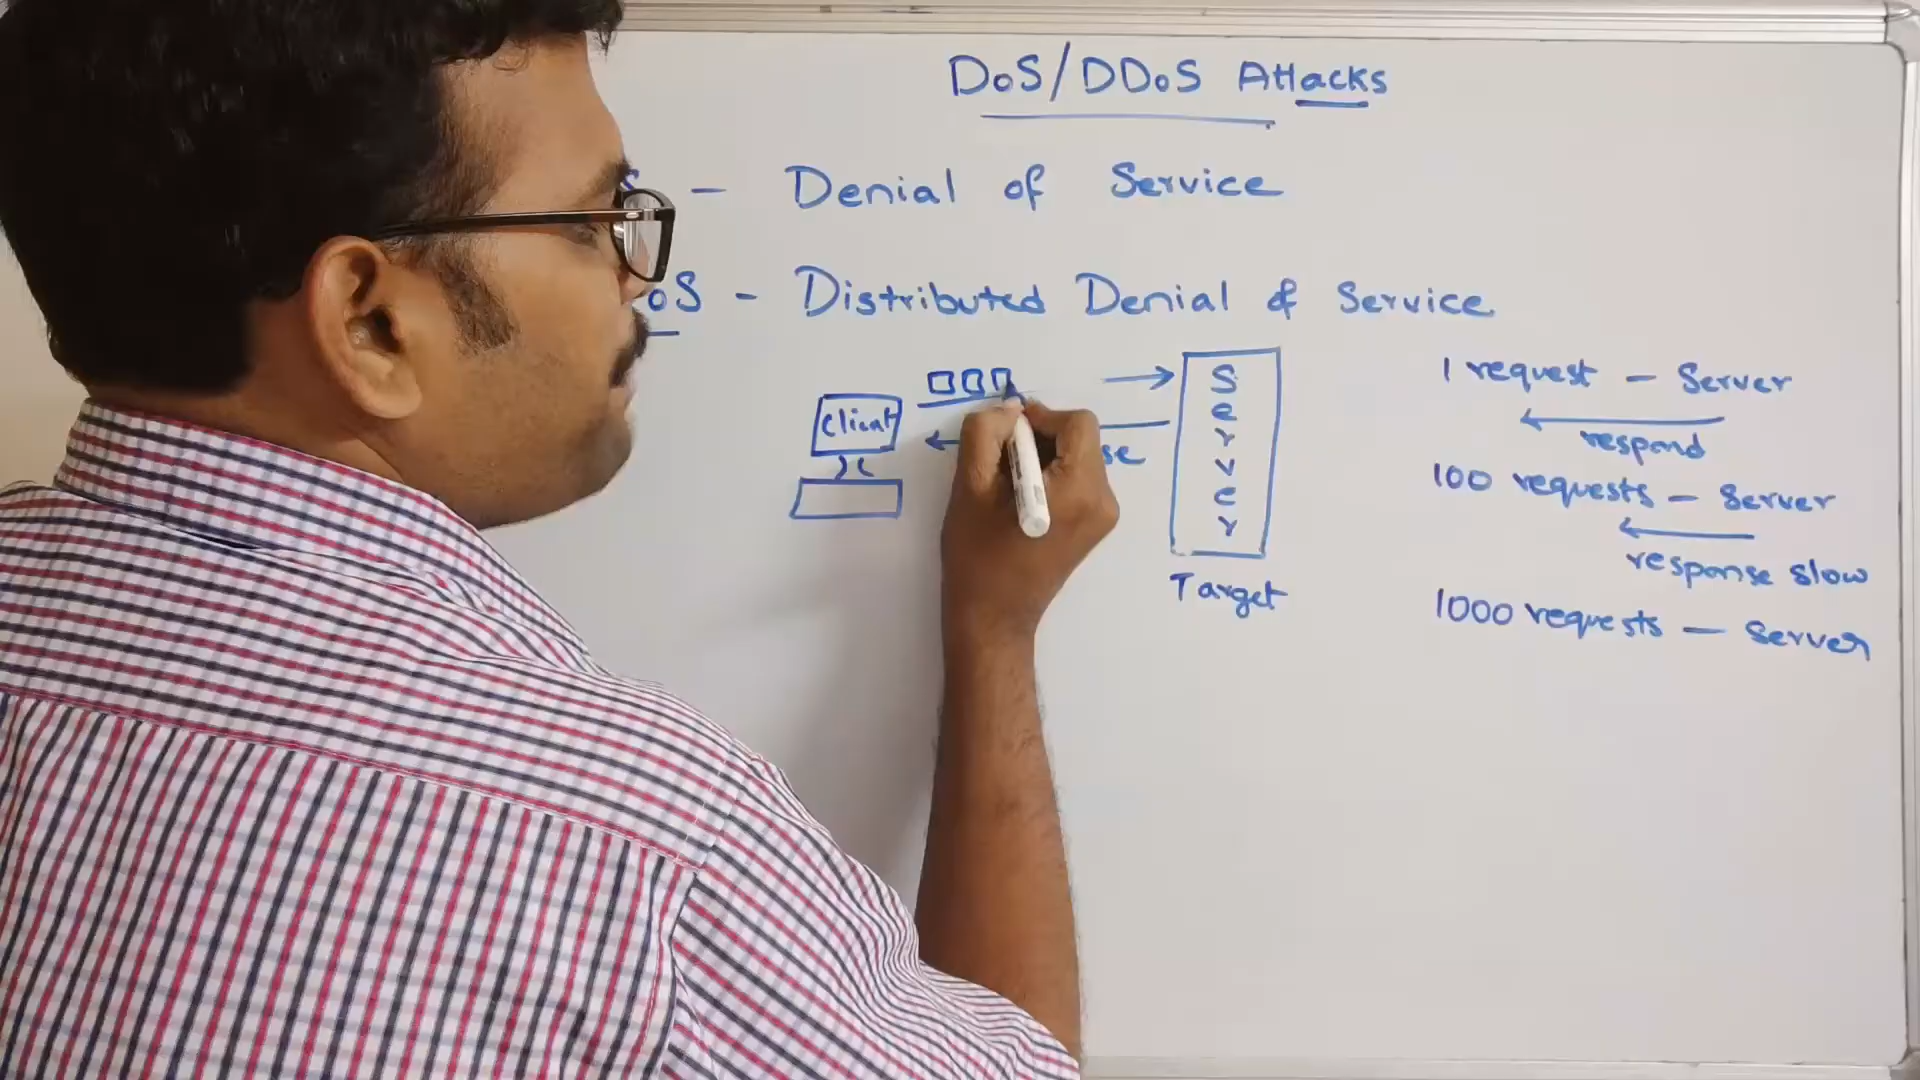 DoS/DDoS Attacks
S - Denial of Service
oS - Distributed Denial of Service
Client
se
Server
Target
1 request - Server
respond
100 requests - Server
response slow
1000 requests - Server